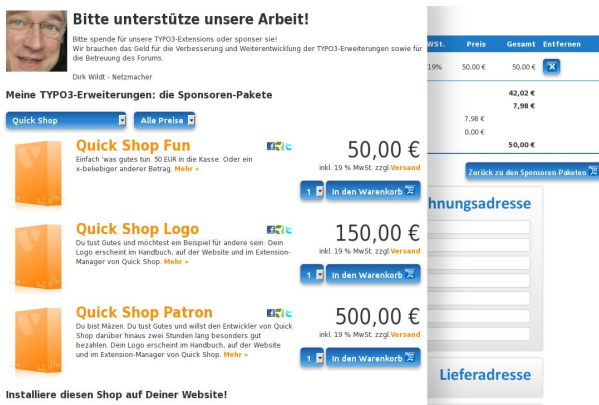 Bitte unterstütze unsere Arbeit!
Bitte spende für unsere TYPO3-Extensions oder sponser sie!
Wir brauchen das Geld für die Verbesserung und Weiterentwicklung der TYPO3-Erweiterungen sowie für
die Betreuung des Forums.
Dirk Wildt - Netzmacher
Meine TYPO3-Erweiterungen: die Sponsoren-Pakete
Quick Shop
Alle Preise
Quick Shop Fun
Einfach 'was gutes tun. 50 EUR in die Kasse. Oder ein
x-beliebiger anderer Betrag. Mehr »
50,00 €
inkl. 19 % MwSt. zzgl.Versand
1 In den Warenkorb
Quick Shop Logo
Du tust Gutes und möchtest ein Beispiel für andere sein: Dein
Logo erscheint im Handbuch, auf der Website und im Extension-
Manager von Quick Shop. Mehr »
150,00 €
inkl. 19 % MwSt. zzgl.Versand
1 In den Warenkorb
Quick Shop Patron
Du bist Mäzen. Du tust Gutes und willst den Entwickler von Quick
Shop darüber hinaus zwei Stunden lang besonders gut
bezahlen. Dein Logo erscheint im Handbuch, auf der Website
und im Extension-Manager von Quick Shop. Mehr »
500,00 €
inkl. 19 % MwSt. zzgl.Versand
1 In den Warenkorb
Installiere diesen Shop auf Deiner Website!
WSt. Preis Gesamt Entfernen
19% 50,00 € 50,00 € X
42,02 €
7,98 €
7,98 €
0,00 €
50,00 €
Zurück zu den Sponsoren-Paketen
hnungsadresse
Lieferadresse